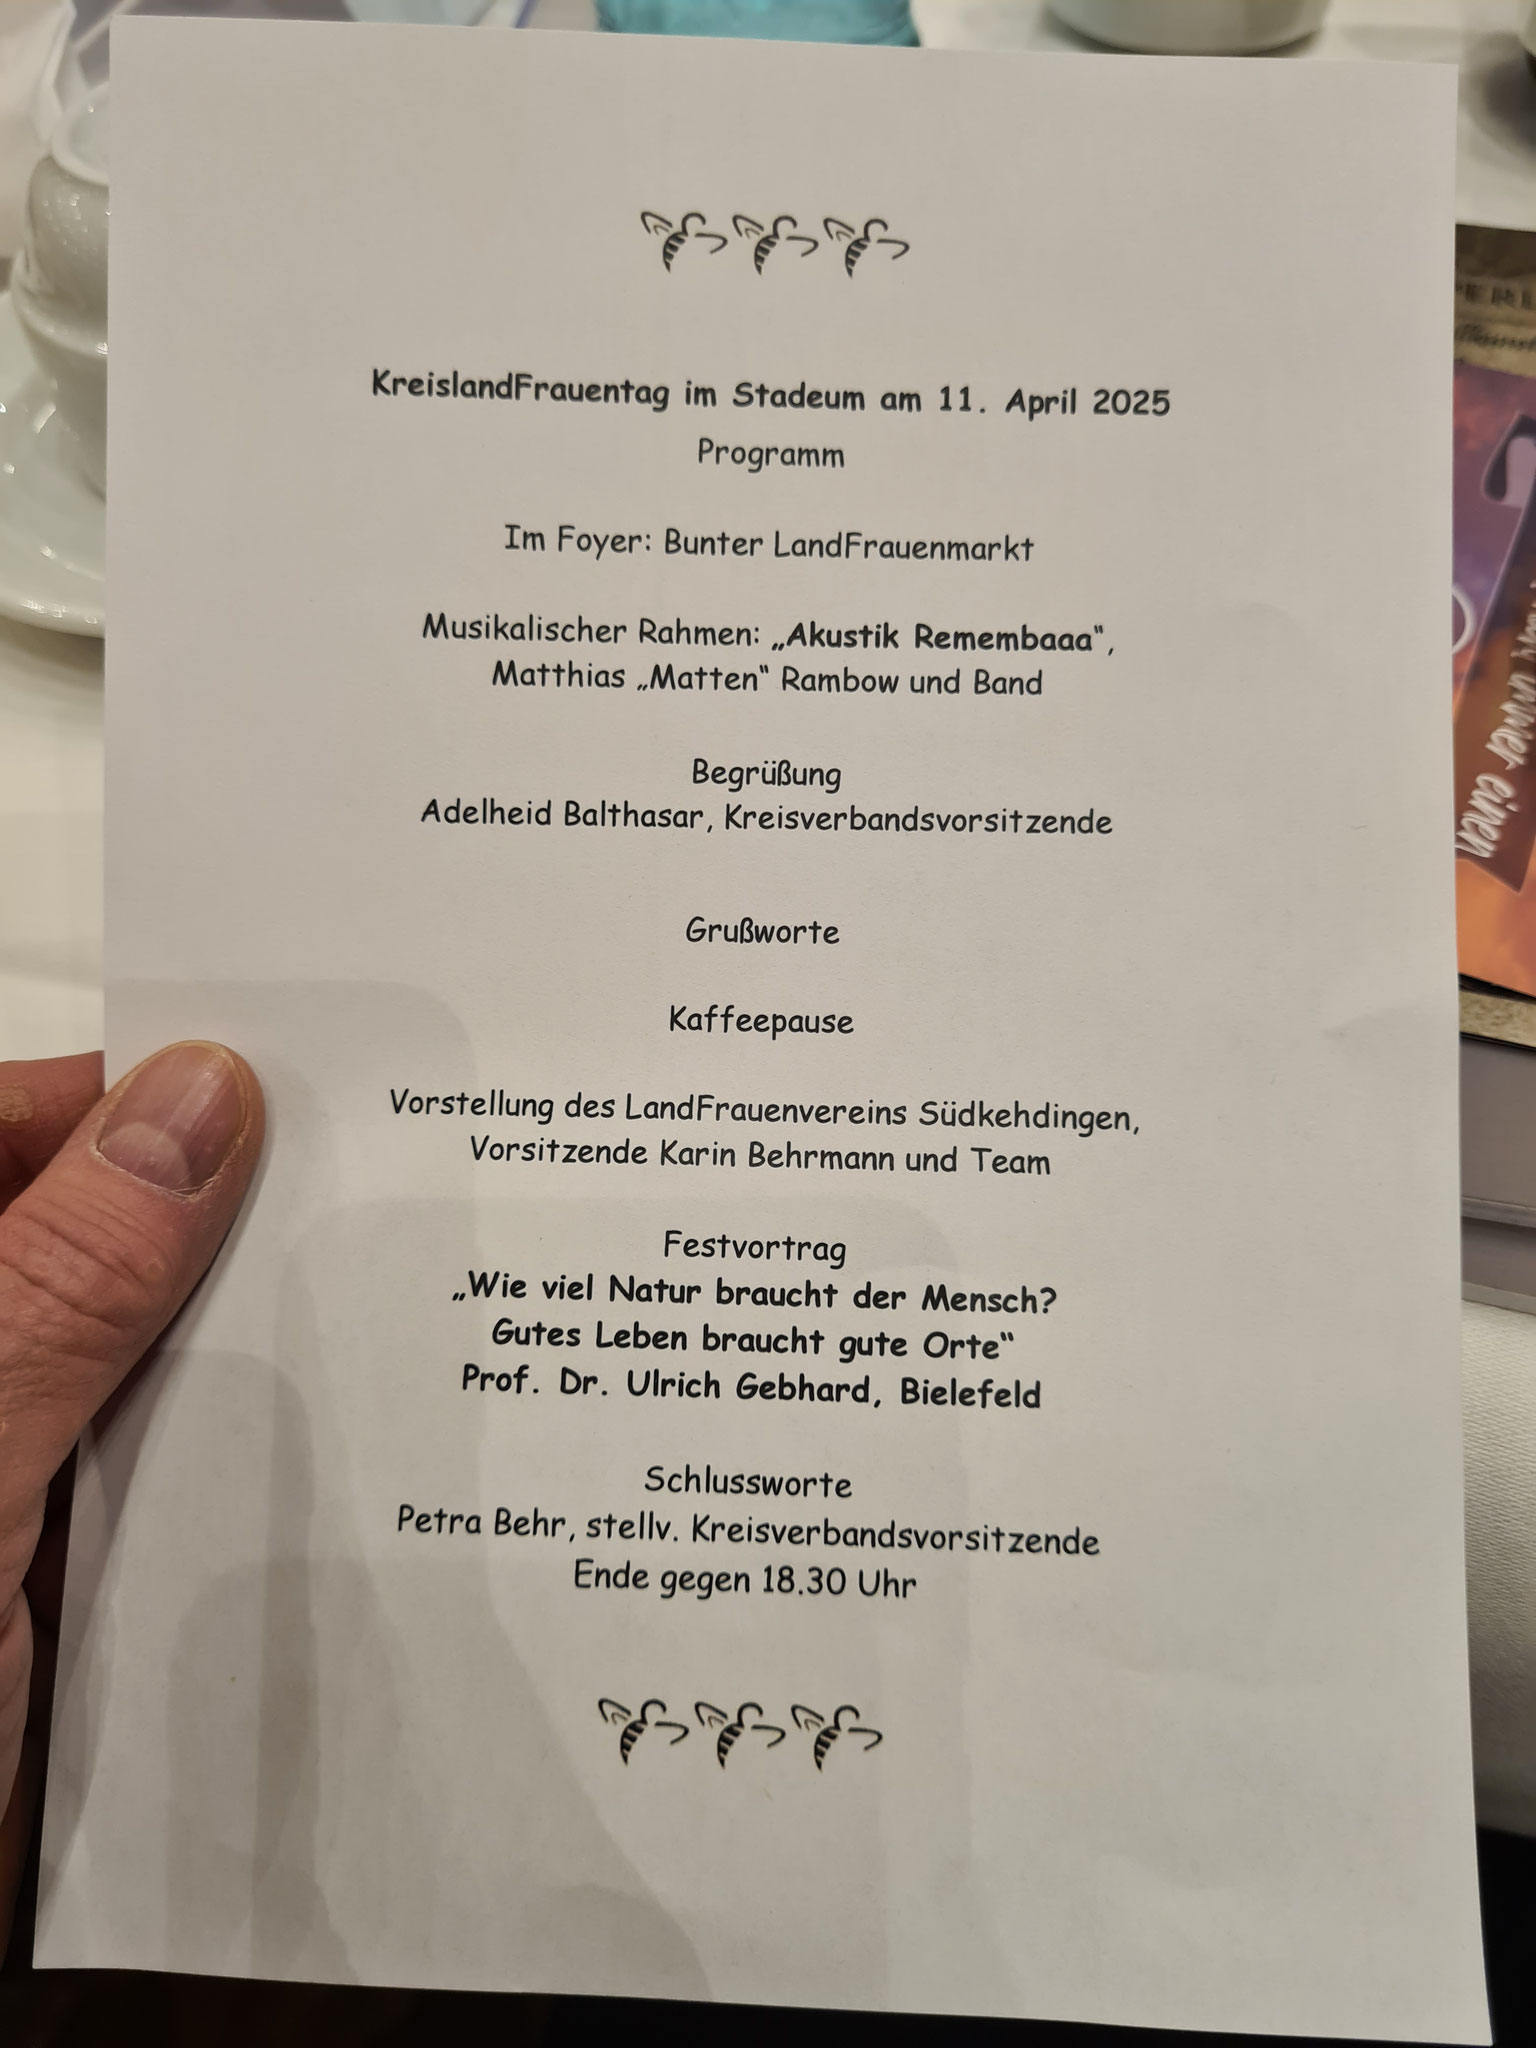 KreislandFrauentag im Stadeum am 11. April 2025
Programm
Im Foyer: Bunter LandFrauenmarkt
Musikalischer Rahmen: „Akustik Remembaaa“,
Matthias „Matten“ Rambow und Band
Begrüßung
Adelheid Balthasar, Kreisverbandsvorsitzende
Grußworte
Kaffeepause
Vorstellung des LandFrauenvereins Südkehdingen,
Vorsitzende Karin Behrmann und Team
Festvortrag
„Wie viel Natur braucht der Mensch?
Gutes Leben braucht gute Orte“
Prof. Dr. Ulrich Gebhard, Bielefeld
Schlussworte
Petra Behr, stellv. Kreisverbandsvorsitzende
Ende gegen 18.30 Uhr
immer einen